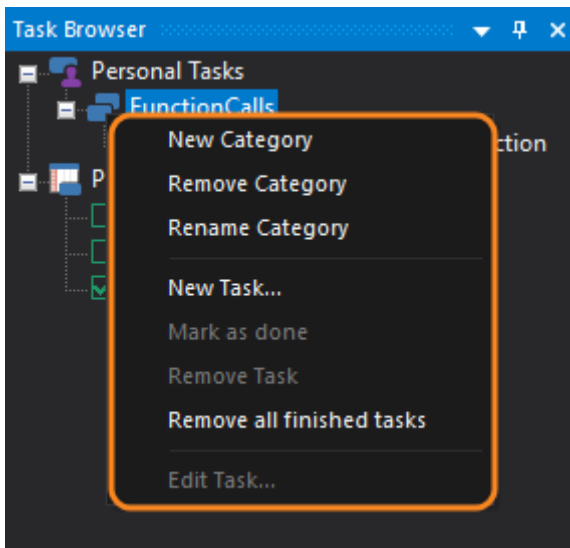 Task Browser
Personal Tasks
FunctionCalls
New Category
Remove Category
Rename Category
New Task...
Mark as done
Remove Task
Remove all finished tasks
Edit Task...